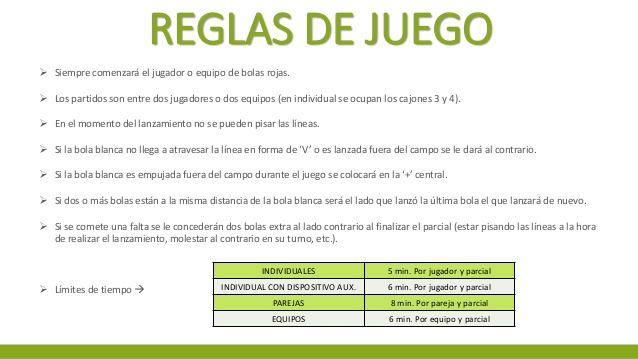 REGLAS DE JUEGO
➢ Siempre comenzará el jugador o equipo de bolas rojas.
➢ Los partidos son entre dos jugadores o dos equipos (en individual se ocupan los cajones 3 y 4).
➢ En el momento del lanzamiento no se pueden pisar las líneas.
➢ Si la bola blanca no llega a atravesar la línea en forma de ‘V’ o es lanzada fuera del campo se le dará al contrario.
➢ Si la bola blanca es empujada fuera del campo durante el juego se colocará en la ‘+’ central.
➢ Si dos o más bolas están a la misma distancia de la bola blanca será el lado que lanzó la última bola el que lanzará de nuevo.
➢ Si se comete una falta se le concederán dos bolas extra al lado contrario al finalizar el parcial (estar pisando las líneas a la hora
de realizar el lanzamiento, molestar al contrario en su turno, etc.).
➢ Límites de tiempo →
INDIVIDUALES 5 min. Por jugador y parcial
INDIVIDUAL CON DISPOSITIVO AUX. 6 min. Por jugador y parcial
PAREJAS 8 min. Por pareja y parcial
EQUIPOS 6 min. Por equipo y parcial